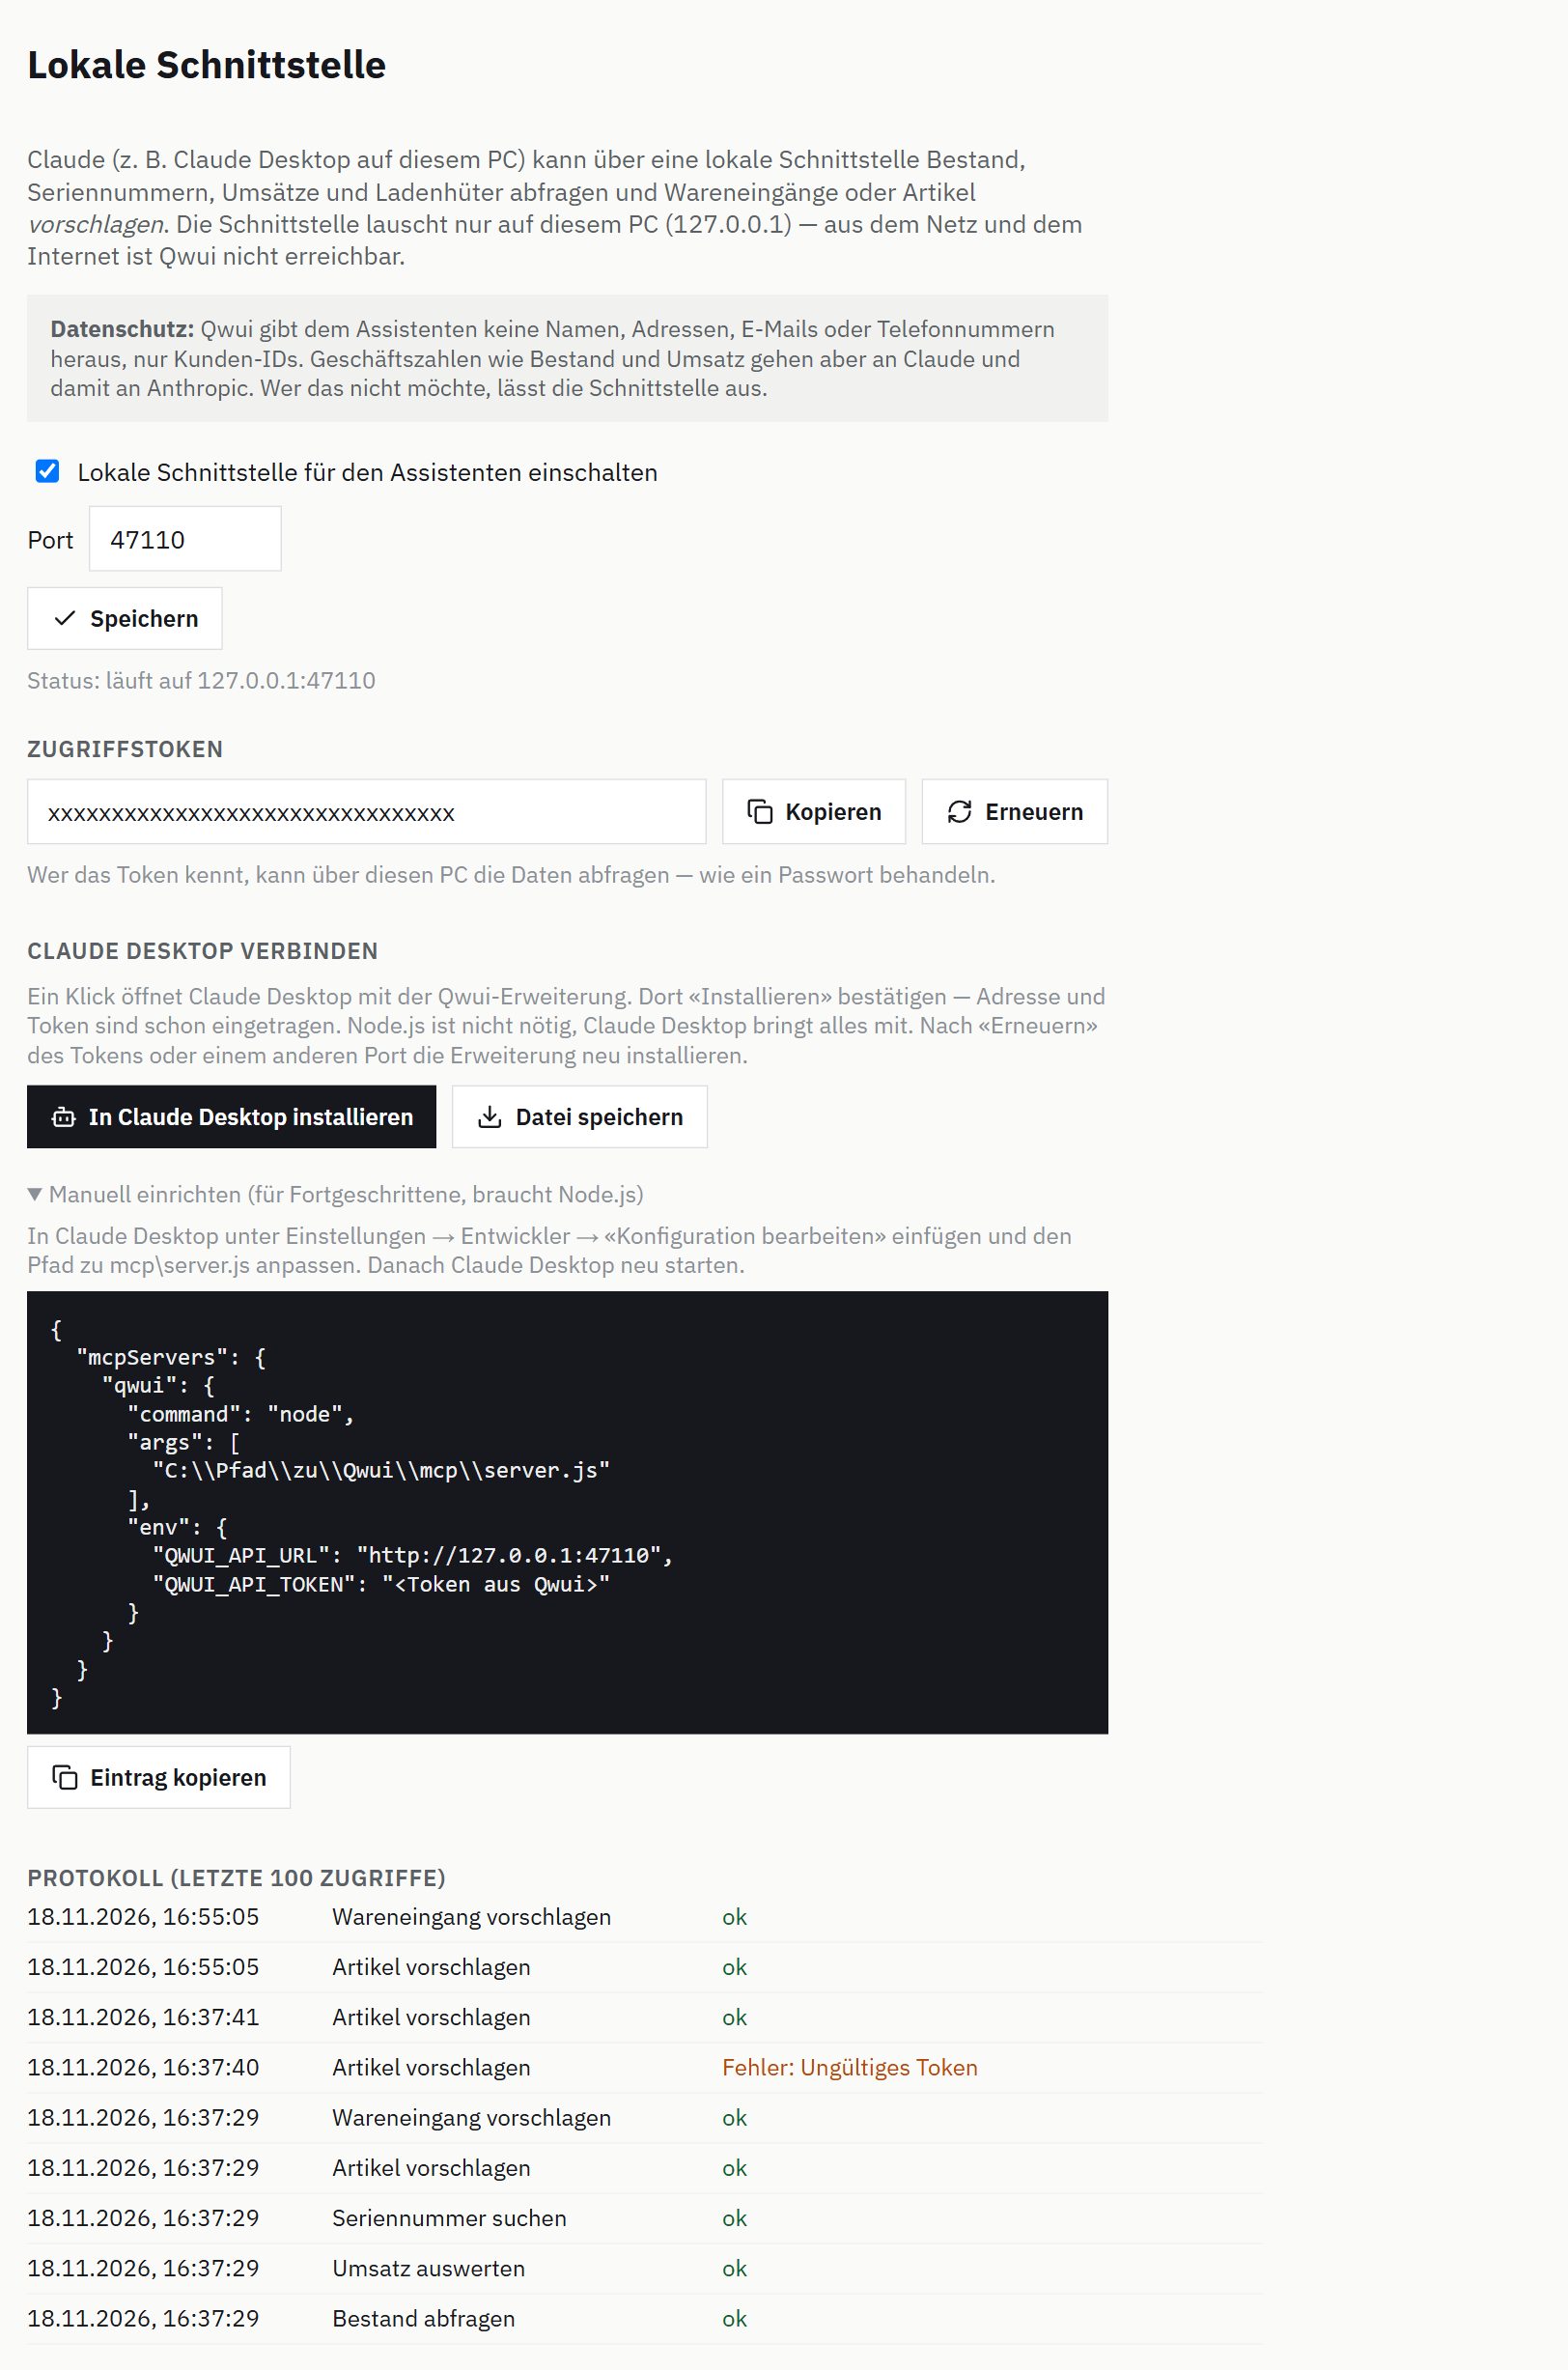 Lokale Schnittstelle
Claude (z. B. Claude Desktop auf diesem PC) kann über eine lokale Schnittstelle Bestand,
Seriennummern, Umsätze und Ladenhüter abfragen und Wareneingänge oder Artikel
vorschlagen. Die Schnittstelle lauscht nur auf diesem PC (127.0.0.1) — aus dem Netz und dem
Internet ist Qwui nicht erreichbar.
Datenschutz: Qwui gibt dem Assistenten keine Namen, Adressen, E-Mails oder Telefonnummern
heraus, nur Kunden-IDs. Geschäftszahlen wie Bestand und Umsatz gehen aber an Claude und
damit an Anthropic. Wer das nicht möchte, lässt die Schnittstelle aus.
Lokale Schnittstelle für den Assistenten einschalten
Port 47110
Speichern
Status: läuft auf 127.0.0.1:47110
ZUGRIFFSTOKEN
xxxxxxxxxxxxxxxxxxxxxxxxxxxxxxxx Kopieren Erneuern
Wer das Token kennt, kann über diesen PC die Daten abfragen — wie ein Passwort behandeln.
CLAUDE DESKTOP VERBINDEN
Ein Klick öffnet Claude Desktop mit der Qwui-Erweiterung. Dort «Installieren» bestätigen — Adresse und
Token sind schon eingetragen. Node.js ist nicht nötig, Claude Desktop bringt alles mit. Nach «Erneuern»
des Tokens oder einem anderen Port die Erweiterung neu installieren.
In Claude Desktop installieren Datei speichern
▼ Manuell einrichten (für Fortgeschrittene, braucht Node.js)
In Claude Desktop unter Einstellungen → Entwickler → «Konfiguration bearbeiten» einfügen und den
Pfad zu mcp\server.js anpassen. Danach Claude Desktop neu starten.
{
  "mcpServers": {
    "qwui": {
      "command": "node",
      "args": [
        "C:\\Pfad\\zu\\Qwui\\mcp\\server.js"
      ],
      "env": {
        "QWUI_API_URL": "http://127.0.0.1:47110",
        "QWUI_API_TOKEN": "<Token aus Qwui>"
      }
    }
  }
}
Eintrag kopieren
PROTOKOLL (LETZTE 100 ZUGRIFFE)
18.11.2026, 16:55:05 Wareneingang vorschlagen ok
18.11.2026, 16:55:05 Artikel vorschlagen ok
18.11.2026, 16:37:41 Artikel vorschlagen ok
18.11.2026, 16:37:40 Artikel vorschlagen Fehler: Ungültiges Token
18.11.2026, 16:37:29 Wareneingang vorschlagen ok
18.11.2026, 16:37:29 Artikel vorschlagen ok
18.11.2026, 16:37:29 Seriennummer suchen ok
18.11.2026, 16:37:29 Umsatz auswerten ok
18.11.2026, 16:37:29 Bestand abfragen ok